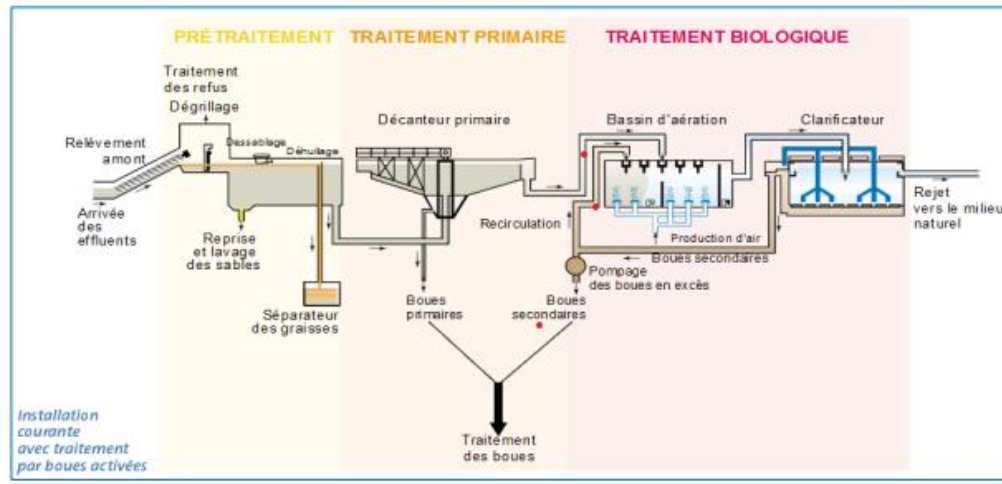 PRÉTRAITEMENT
TRAITEMENT PRIMAIRE
TRAITEMENT BIOLOGIQUE
Traitement
des refus
Dégrillage
Relèvement
amont
Dessablage
Déhuilage
Décanteur primaire
Bassin d'aération
Clarificateur
Arrivée
des
effluents
Reprise
et lavage
des sables
Séparateur
des graisses
Recirculation
Production d'air
Boues secondaires
Rejet
vers le milieu
naturel
Pompage
des boues en excès
Boues
primaires
Boues
secondaires
Traitement
des boues
Installation
courante
avec traitement
par boues activées